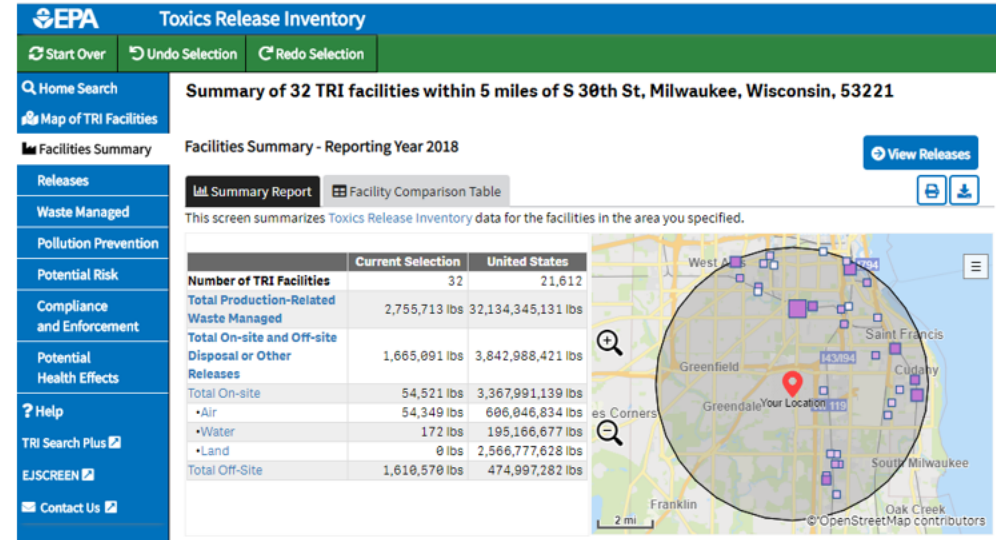 EPA Toxics Release Inventory
Start Over Undo Selection Redo Selection
Home Search
Map of TRI Facilities
Facilities Summary
Releases
Waste Managed
Pollution Prevention
Potential Risk
Compliance
and Enforcement
Potential
Health Effects
Help
TRI Search Plus
EJSCREEN
Contact Us
Summary of 32 TRI facilities within 5 miles of S 30th St, Milwaukee, Wisconsin, 53221
Facilities Summary - Reporting Year 2018
View Releases
Summary Report Facility Comparison Table
This screen summarizes Toxics Release Inventory data for the facilities in the area you specified.
Current Selection United States
Number of TRI Facilities 32 21,612
Total Production-Related
Waste Managed 2,755,713 lbs 32,134,345,131 lbs
Total On-site and Off-site
Disposal or Other
Releases 1,665,091 lbs 3,842,988,421 lbs
Total On-site 54,521 lbs 3,367,991,139 lbs
•Air 54,349 lbs 606,046,834 lbs
•Water 172 lbs 195,166,677 lbs
•Land 0 lbs 2,566,777,628 lbs
Total Off-Site 1,610,570 lbs 474,997,282 lbs
West
I794
Saint Francis
I43/I94
Greenfield
Cudahy
es Corners
Greendale
Your Location
119
South Milwaukee
Franklin
Oak Creek
2 mi
© OpenStreetMap contributors